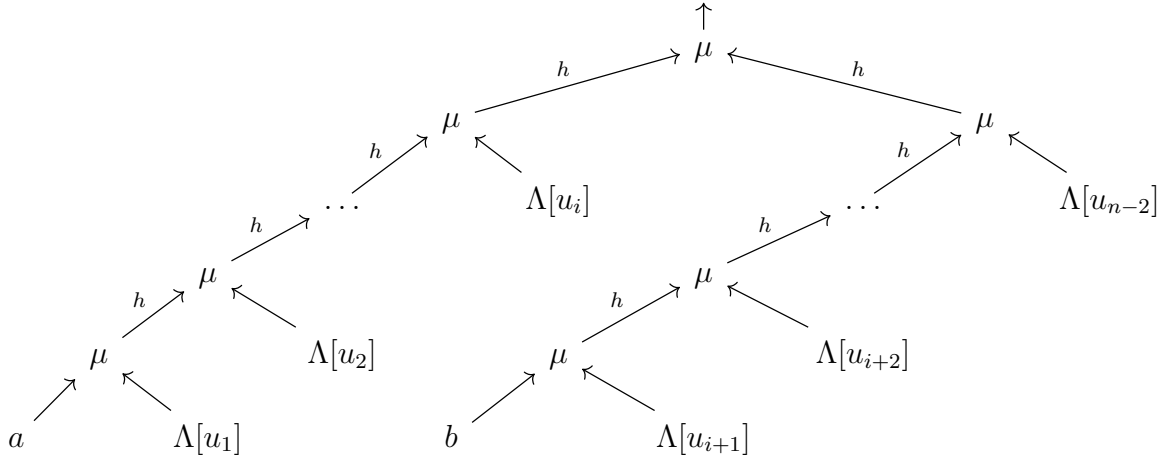 μ
h h
μ μ
h h
... Λ[u_i] ... Λ[u_{n-2}]
h h
μ μ
h h
μ Λ[u_2] μ Λ[u_{i+2}]
a Λ[u_1] b Λ[u_{i+1}]